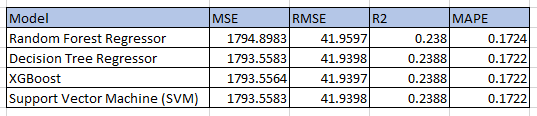 Model MSE RMSE R2 MAPE
Random Forest Regressor 1794.8983 41.9597 0.238 0.1724
Decision Tree Regressor 1793.5583 41.9398 0.2388 0.1722
XGBoost 1793.5564 41.9397 0.2388 0.1722
Support Vector Machine (SVM) 1793.5583 41.9398 0.2388 0.1722